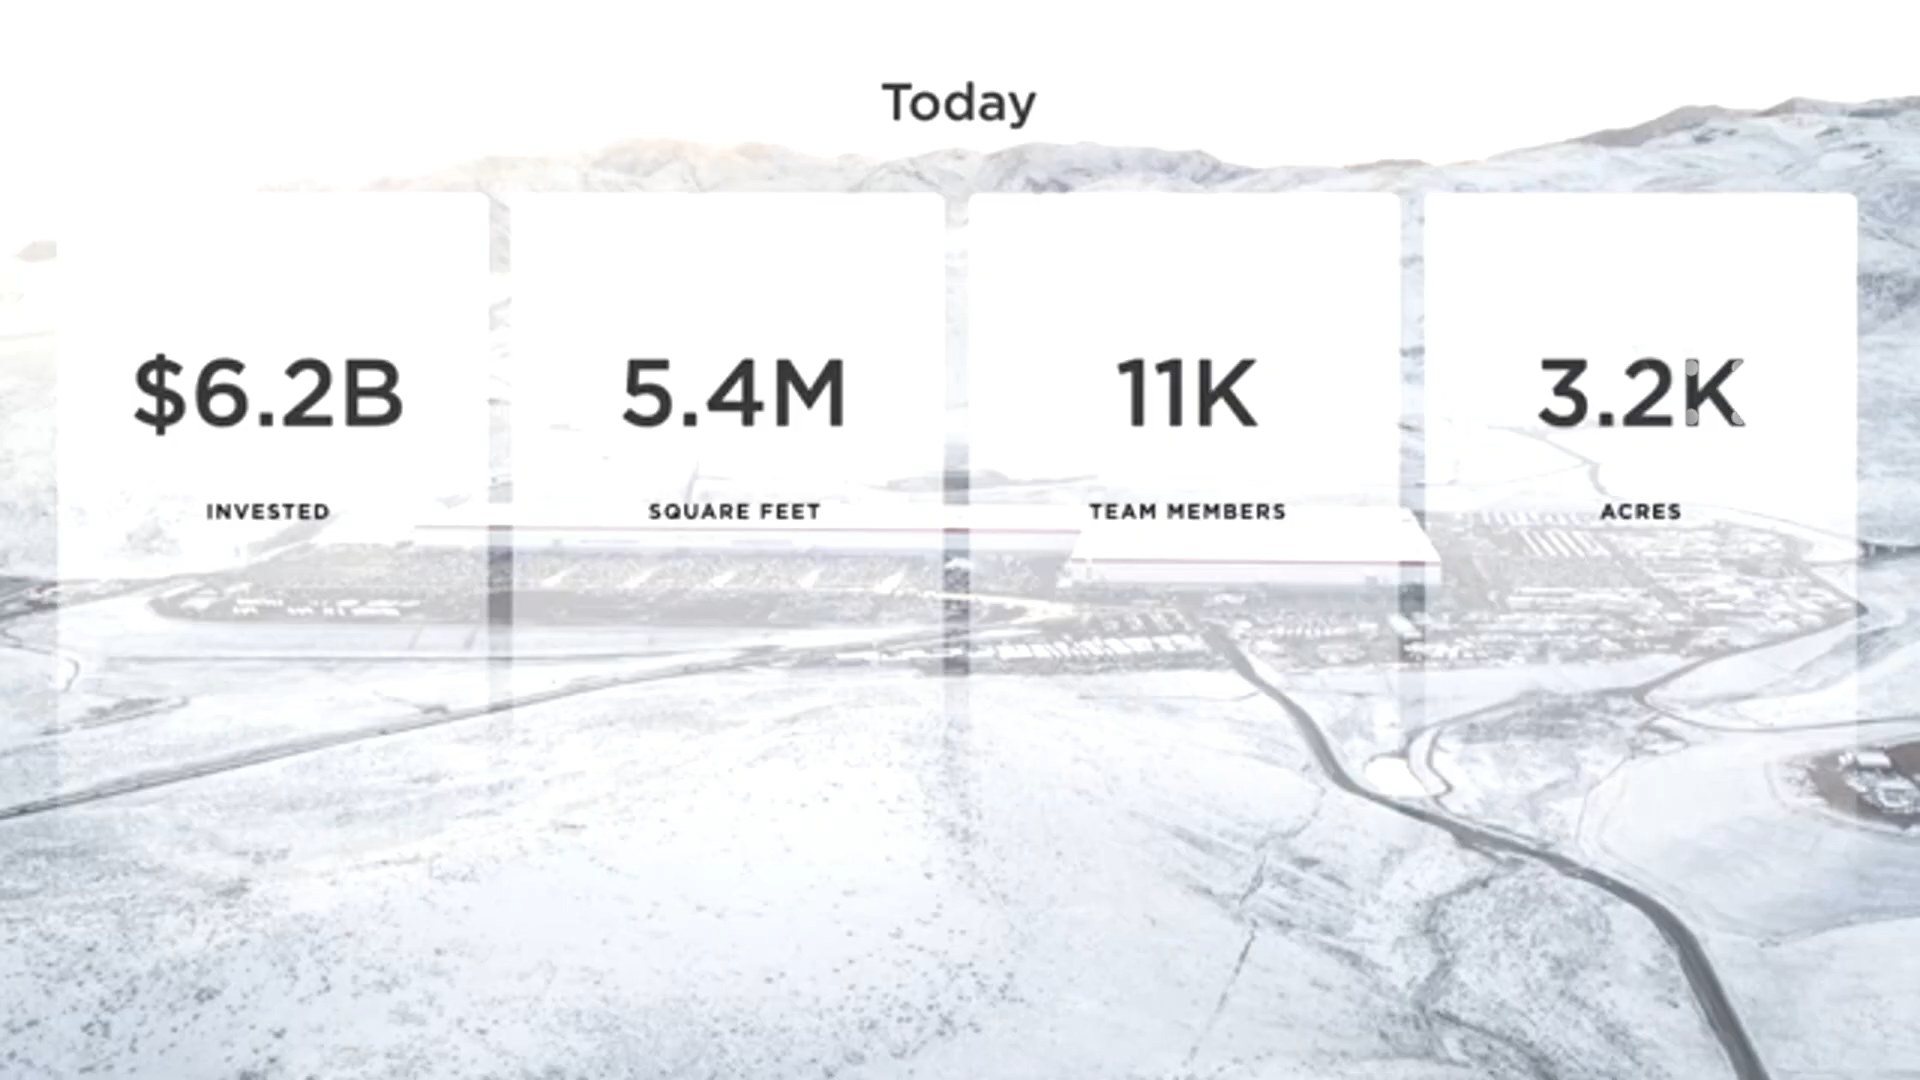 Today
$6.2B
INVESTED
5.4M
SQUARE FEET
11K
TEAM MEMBERS
3.2K
ACRES